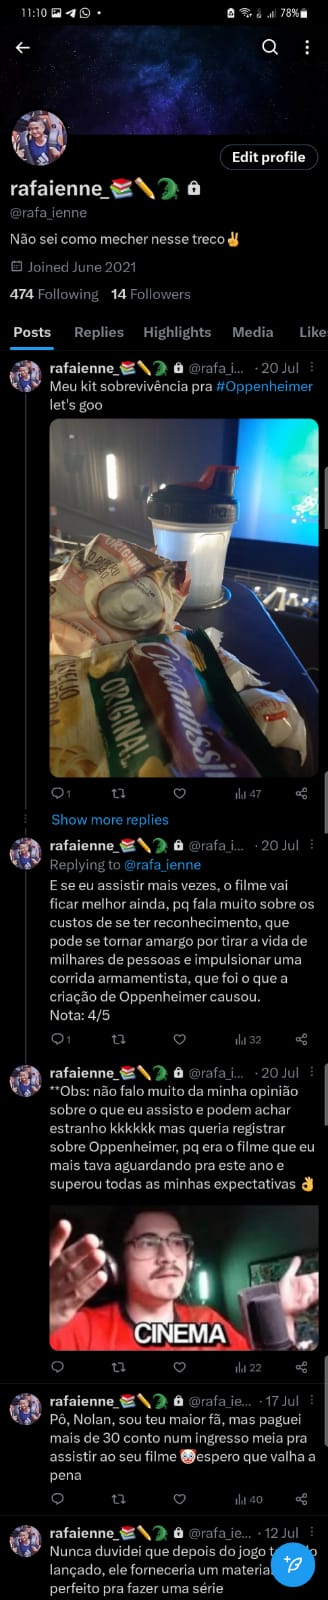 11:10
78%
Edit profile
rafaienne_📚✏️🐊
@rafa_ienne
Não sei como mecher nesse treco✌️
Joined June 2021
474 Following 14 Followers
Posts Replies Highlights Media Like
rafaienne_📚✏️🐊 @rafa_i... · 20 Jul
Meu kit sobrevivência pra #Oppenheimer
let's goo
ORIGINAL
ORIGINAL
1 47
Show more replies
rafaienne_📚✏️🐊 @rafa_i... · 20 Jul
Replying to @rafa_ienne
E se eu assistir mais vezes, o filme vai
ficar melhor ainda, pq fala muito sobre os
custos de se ter reconhecimento, que
pode se tornar amargo por tirar a vida de
milhares de pessoas e impulsionar uma
corrida armamentista, que foi o que a
criação de Oppenheimer causou.
Nota: 4/5
1 32
rafaienne_📚✏️🐊 @rafa_i... · 20 Jul
**Obs: não falo muito da minha opinião
sobre o que eu assisto e podem achar
estranho kkkkkk mas queria registrar
sobre Oppenheimer, pq era o filme que eu
mais tava aguardando pra este ano e
superou todas as minhas expectativas 👌
CINEMA
22
rafaienne_📚✏️🐊 @rafa_ie... · 17 Jul
Pô, Nolan, sou teu maior fã, mas paguei
mais de 30 conto num ingresso meia pra
assistir ao seu filme 🤡espero que valha a
pena
40
rafaienne_📚✏️🐊 @rafa_ie... · 12 Jul
Nunca duvidei que depois do jogo
lançado, ele forneceria um
perfeito pra fazer uma série